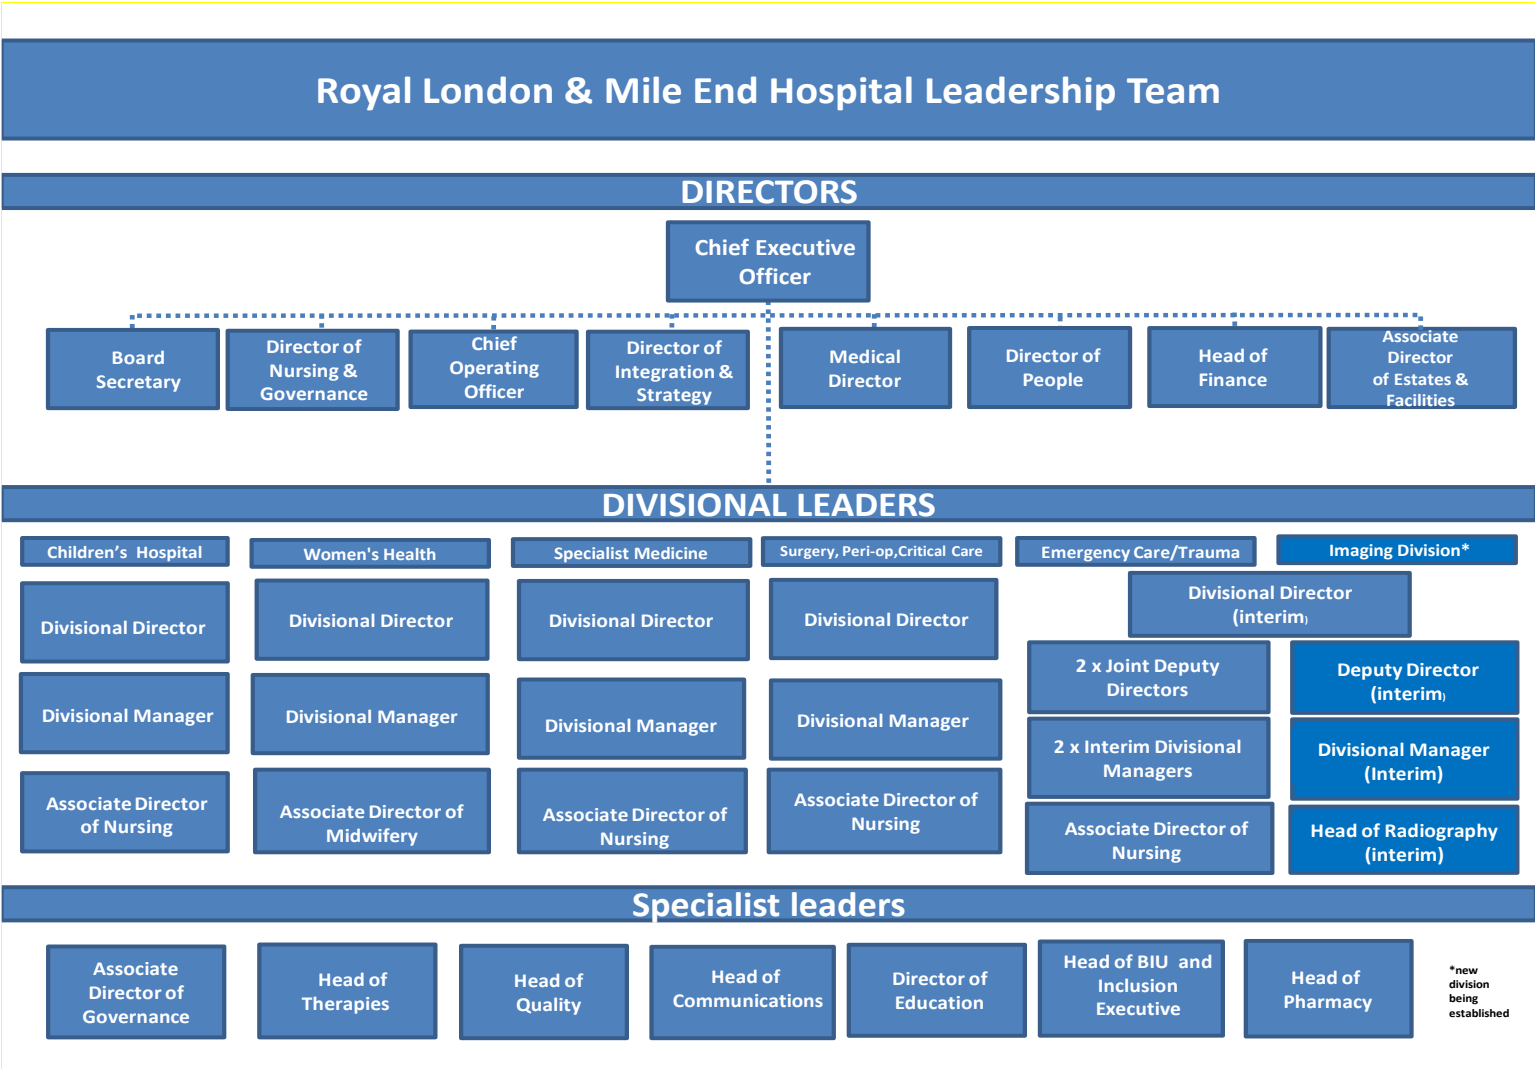 Royal London & Mile End Hospital Leadership Team
DIRECTORS
Chief Executive
Officer
Board
Secretary
Director of
Nursing &
Governance
Chief
Operating
Officer
Director of
Integration &
Strategy
Medical
Director
Director of
People
Head of
Finance
Associate
Director
of Estates &
Facilities
DIVISIONAL LEADERS
Children’s Hospital
Women's Health
Specialist Medicine
Surgery, Peri-op,Critical Care
Emergency Care/Trauma
Imaging Division*
Divisional Director
Divisional Director
Divisional Director
Divisional Director
Divisional Director
(interim)
Divisional Manager
Divisional Manager
Divisional Manager
Divisional Manager
2 x Joint Deputy
Directors
Deputy Director
(interim)
2 x Interim Divisional
Managers
Divisional Manager
(Interim)
Associate Director
of Nursing
Associate Director of
Midwifery
Associate Director of
Nursing
Associate Director of
Nursing
Associate Director of
Nursing
Head of Radiography
(interim)
Specialist leaders
Associate
Director of
Governance
Head of
Therapies
Head of
Quality
Head of
Communications
Director of
Education
Head of BIU and
Inclusion
Executive
Head of
Pharmacy
*new
division
being
established